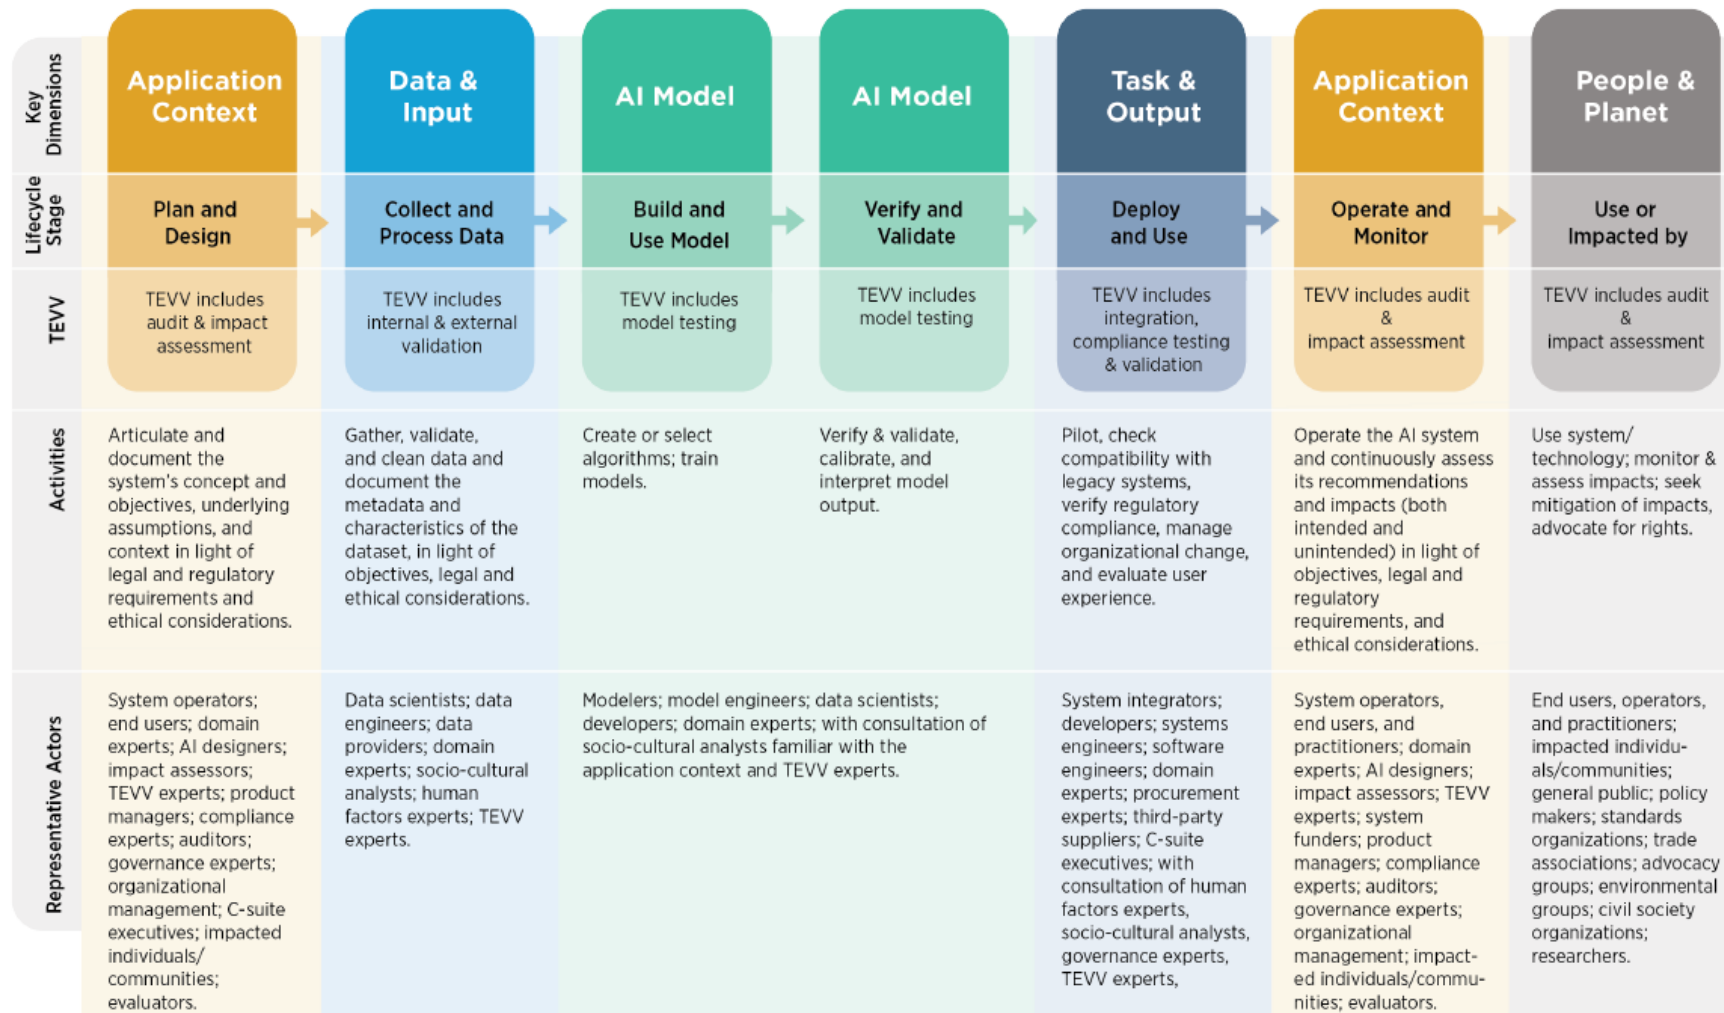 Key
Dimensions
Application
Context
Data &
Input
AI Model
AI Model
Task &
Output
Application
Context
People &
Planet
Lifecycle
Stage
Plan and
Design
Collect and
Process Data
Build and
Use Model
Verify and
Validate
Deploy
and Use
Operate and
Monitor
Use or
Impacted by
TEVV
TEVV includes
audit & impact
assessment
TEVV includes
internal & external
validation
TEVV includes
model testing
TEVV includes
model testing
TEVV includes
integration,
compliance testing
& validation
TEVV includes audit
&
impact assessment
TEVV includes audit
&
impact assessment
Activities
Articulate and
document the
system's concept and
objectives, underlying
assumptions, and
context in light of
legal and regulatory
requirements and
ethical considerations.
Gather, validate,
and clean data and
document the
metadata and
characteristics of the
dataset, in light of
objectives, legal and
ethical considerations.
Create or select
algorithms; train
models.
Verify & validate,
calibrate, and
interpret model
output.
Pilot, check
compatibility with
legacy systems,
verify regulatory
compliance, manage
organizational change,
and evaluate user
experience.
Operate the AI system
and continuously assess
its recommendations
and impacts (both
intended and
unintended) in light of
objectives, legal and
regulatory
requirements, and
ethical considerations.
Use system/
technology; monitor &
assess impacts; seek
mitigation of impacts,
advocate for rights.
Representative Actors
System operators;
end users; domain
experts; AI designers;
impact assessors;
TEVV experts; product
managers; compliance
experts; auditors;
governance experts;
organizational
management; C-suite
executives; impacted
individuals/
communities;
evaluators.
Data scientists; data
engineers; data
providers; domain
experts; socio-cultural
analysts; human
factors experts; TEVV
experts.
Modelers; model engineers; data scientists;
developers; domain experts; with consultation of
socio-cultural analysts familiar with the
application context and TEVV experts.
System integrators;
developers; systems
engineers; software
engineers; domain
experts; procurement
experts; third-party
suppliers; C-suite
executives; with
consultation of human
factors experts,
socio-cultural analysts,
governance experts,
TEVV experts,
System operators,
end users, and
practitioners; domain
experts; AI designers;
impact assessors; TEVV
experts; system
funders; product
managers; compliance
experts; auditors;
governance experts;
organizational
management; impact-
ed individuals/commu-
nities; evaluators.
End users, operators,
and practitioners;
impacted individu-
als/communities;
general public; policy
makers; standards
organizations; trade
associations; advocacy
groups; environmental
groups; civil society
organizations;
researchers.